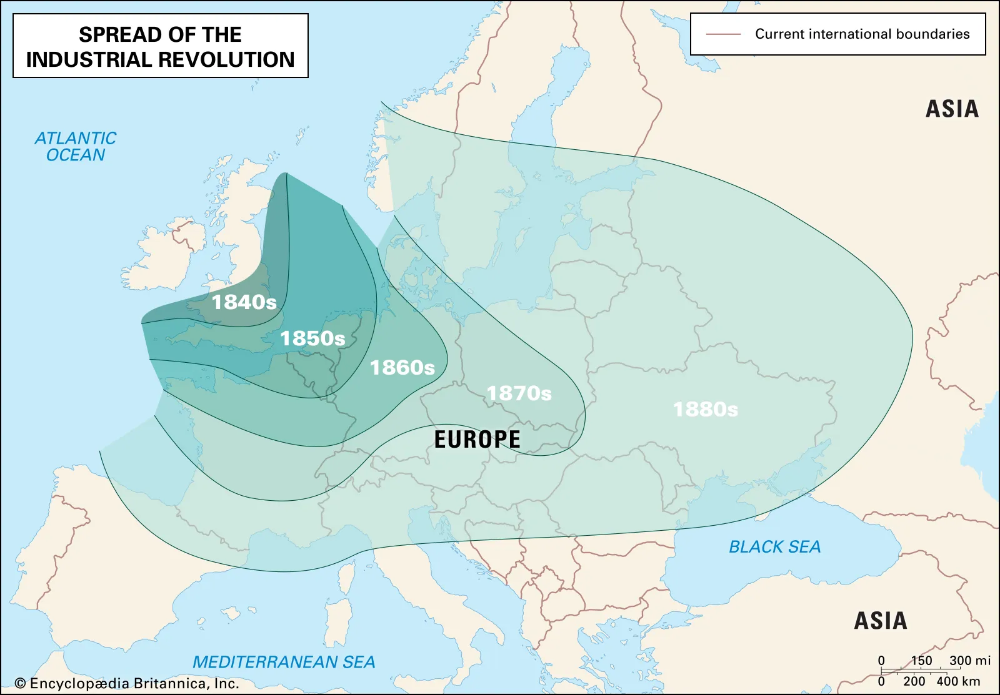 SPREAD OF THE
INDUSTRIAL REVOLUTION
Current international boundaries
ASIA
ATLANTIC
OCEAN
1840s
1850s
1860s
1870s
1880s
EUROPE
BLACK SEA
ASIA
MEDITERRANEAN SEA
0 150 300 mi
0 200 400 km
© Encyclopædia Britannica, Inc.